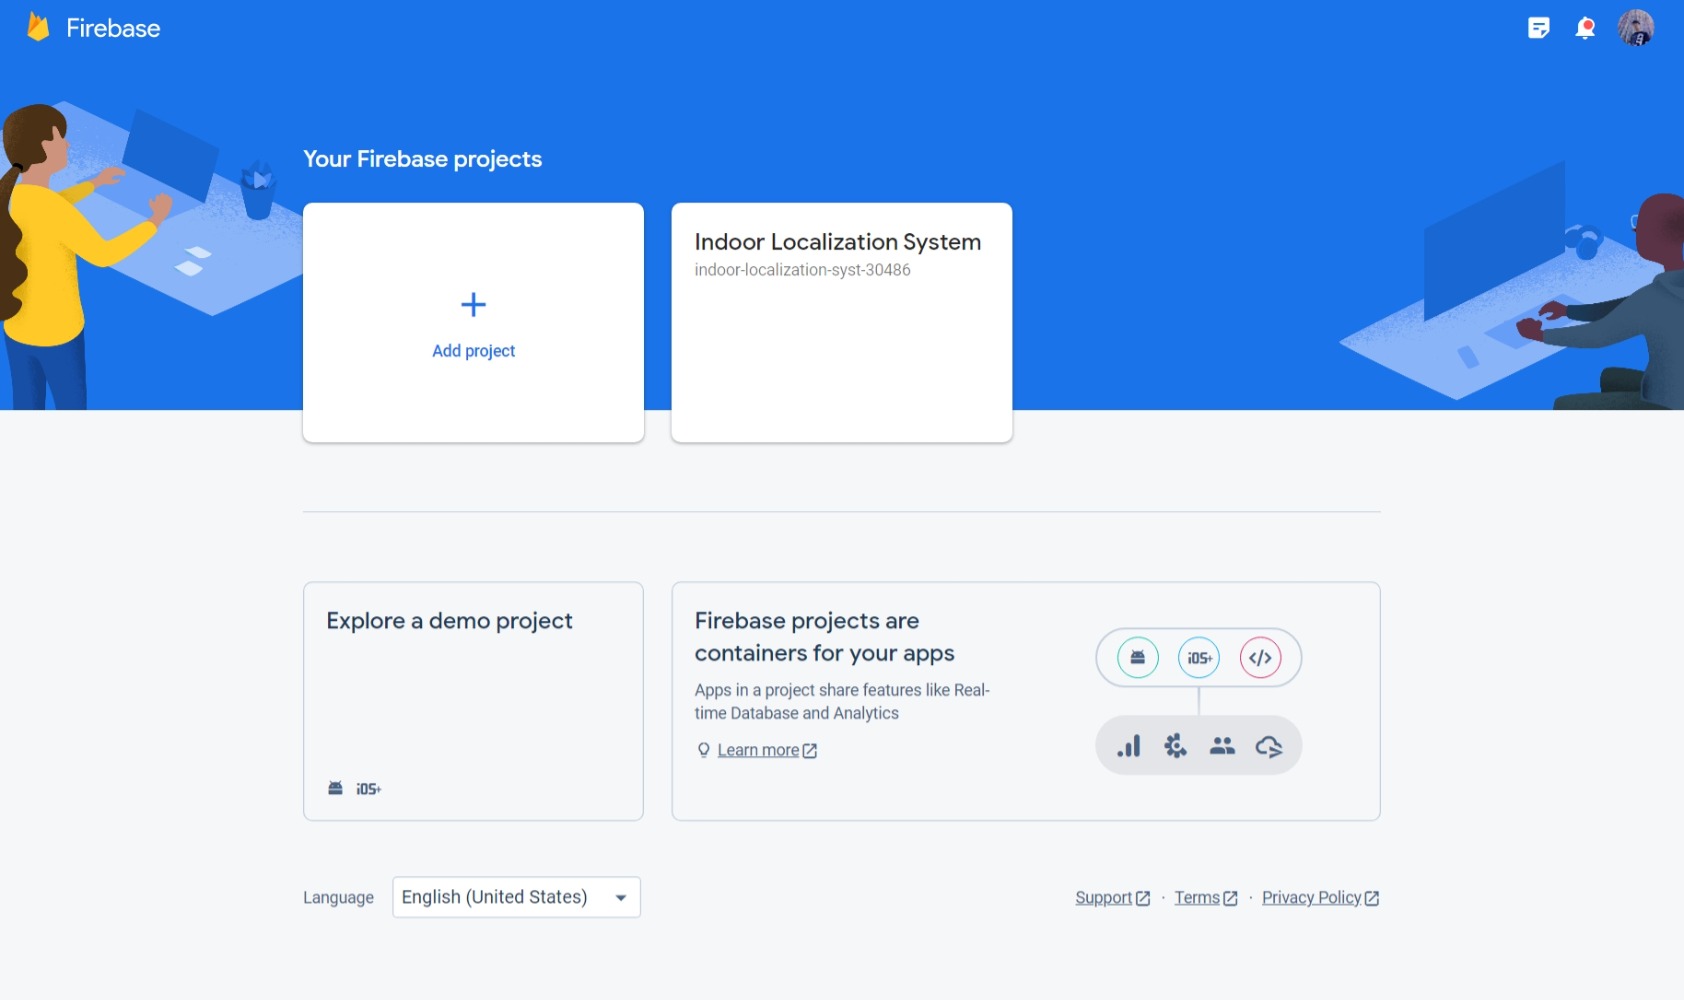 Firebase
Your Firebase projects
Add project
Indoor Localization System
indoor-localization-syst-30486
Explore a demo project
iOS+
Firebase projects are
containers for your apps
Apps in a project share features like Real-
time Database and Analytics
Learn more
iOS+
Language
English (United States)
Support · Terms · Privacy Policy